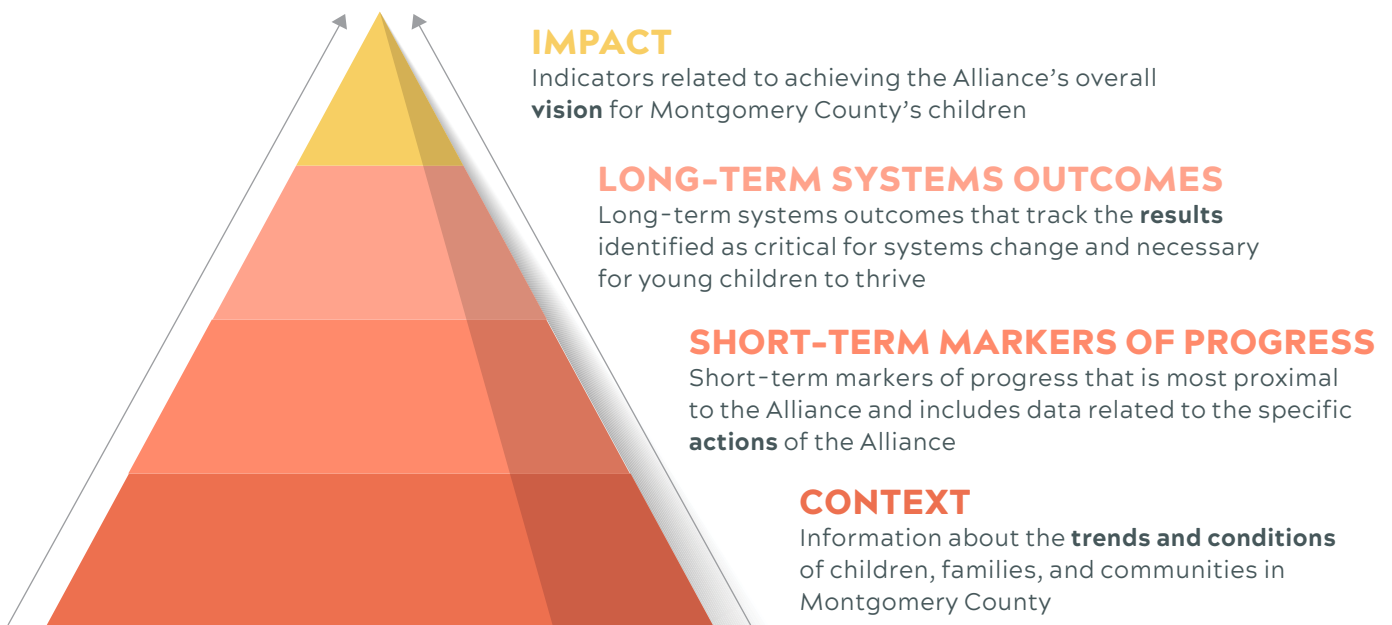 IMPACT
Indicators related to achieving the Alliance’s overall
vision for Montgomery County’s children
LONG-TERM SYSTEMS OUTCOMES
Long-term systems outcomes that track the results
identified as critical for systems change and necessary
for young children to thrive
SHORT-TERM MARKERS OF PROGRESS
Short-term markers of progress that is most proximal
to the Alliance and includes data related to the specific
actions of the Alliance
CONTEXT
Information about the trends and conditions
of children, families, and communities in
Montgomery County